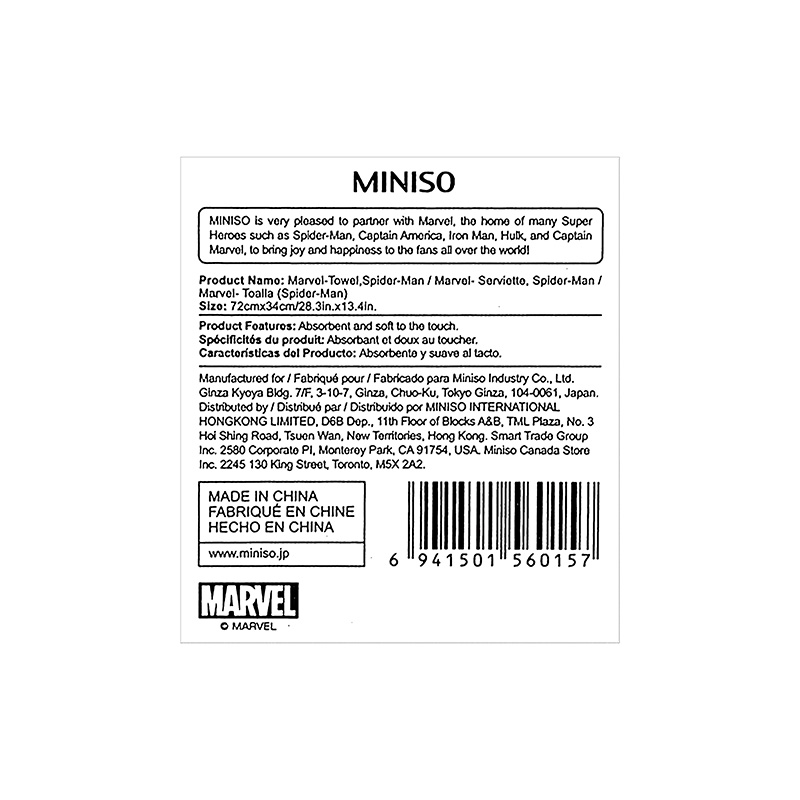 MINISO
MINISO is very pleased to partner with Marvel, the home of many Super
Heroes such as Spider-Man, Captain America, Iron Man, Hulk, and Captain
Marvel, to bring joy and happiness to the fans all over the world!
Product Name: Marvel-Towel,Spider-Man / Marvel- Serviette, Spider-Man /
Marvel- Toalla (Spider-Man)
Size: 72cmx34cm/28.3in.x13.4in.
Product Features: Absorbent and soft to the touch.
Spécificités du produit: Absorbant et doux au toucher.
Características del Producto: Absorbente y suave al tacto.
Manufactured for / Fabriqué pour / Fabricado para Miniso Industry Co., Ltd.
Ginza Kyoya Bldg. 7/F, 3-10-7, Ginza, Chuo-Ku, Tokyo Ginza, 104-0061, Japan.
Distributed by / Distribué par / Distribuido por MINISO INTERNATIONAL
HONGKONG LIMITED, D6B Dep., 11th Floor of Blocks A&B, TML Plaza, No. 3
Hoi Shing Road, Tsuen Wan, New Territories, Hong Kong. Smart Trade Group
Inc. 2580 Corporate Pl, Monterey Park, CA 91754, USA. Miniso Canada Store
Inc. 2245 130 King Street, Toronto, M5X 2A2.
MADE IN CHINA
FABRIQUÉ EN CHINE
HECHO EN CHINA
www.miniso.jp
6 941501 560157
MARVEL
© MARVEL